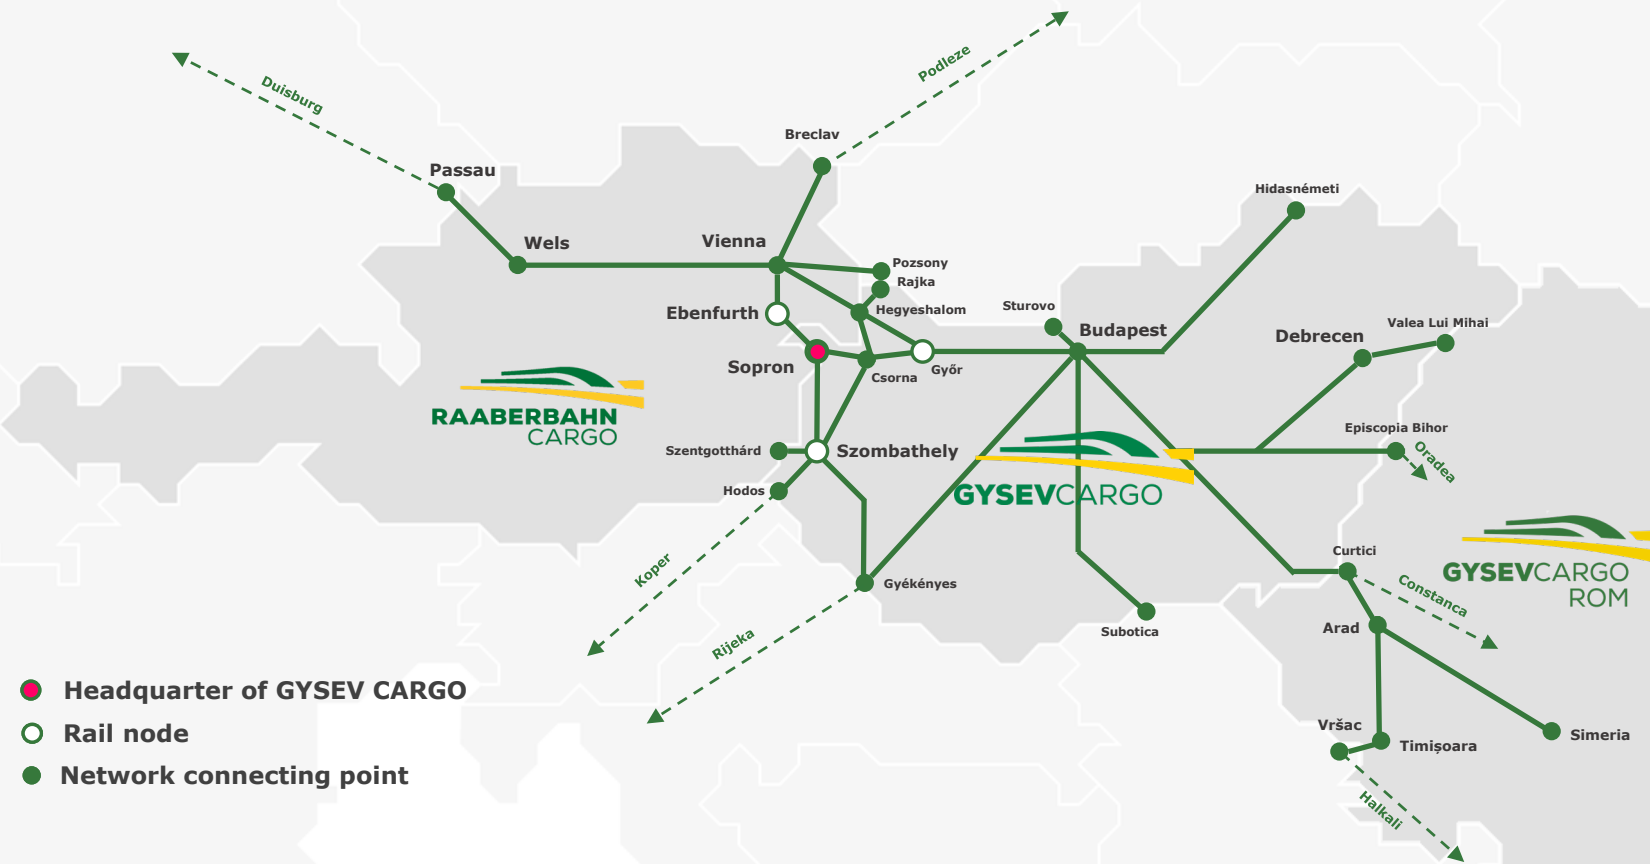 Podleze
Duisburg
Breclav
Passau
Hidasnémeti
Wels
Vienna
Pozsony
Rajka
Sturovo
Hegyeshalom
Ebenfurth
Budapest
Debrecen
Valea Lui Mihai
Sopron
Csorna
Győr
RAABERBAHN
CARGO
Episcopia Bihor
Oradea
Szentgotthárd
Szombathely
Hodos
GYSEVCARGO
Koper
Curtici
GYSEVCARGO
ROM
Constanca
Gyékényes
Rijeka
Subotica
Arad
Vršac
Timișoara
Simeria
Halkali
Headquarter of GYSEV CARGO
Rail node
Network connecting point